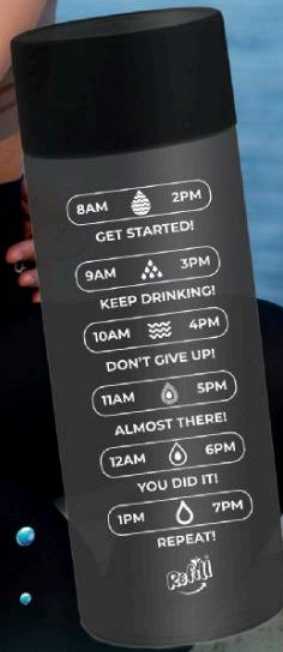 8AM 2PM
GET STARTED!
9AM 3PM
KEEP DRINKING!
10AM 4PM
DON'T GIVE UP!
11AM 5PM
ALMOST THERE!
12AM 6PM
YOU DID IT!
1PM 7PM
REPEAT!
Refill